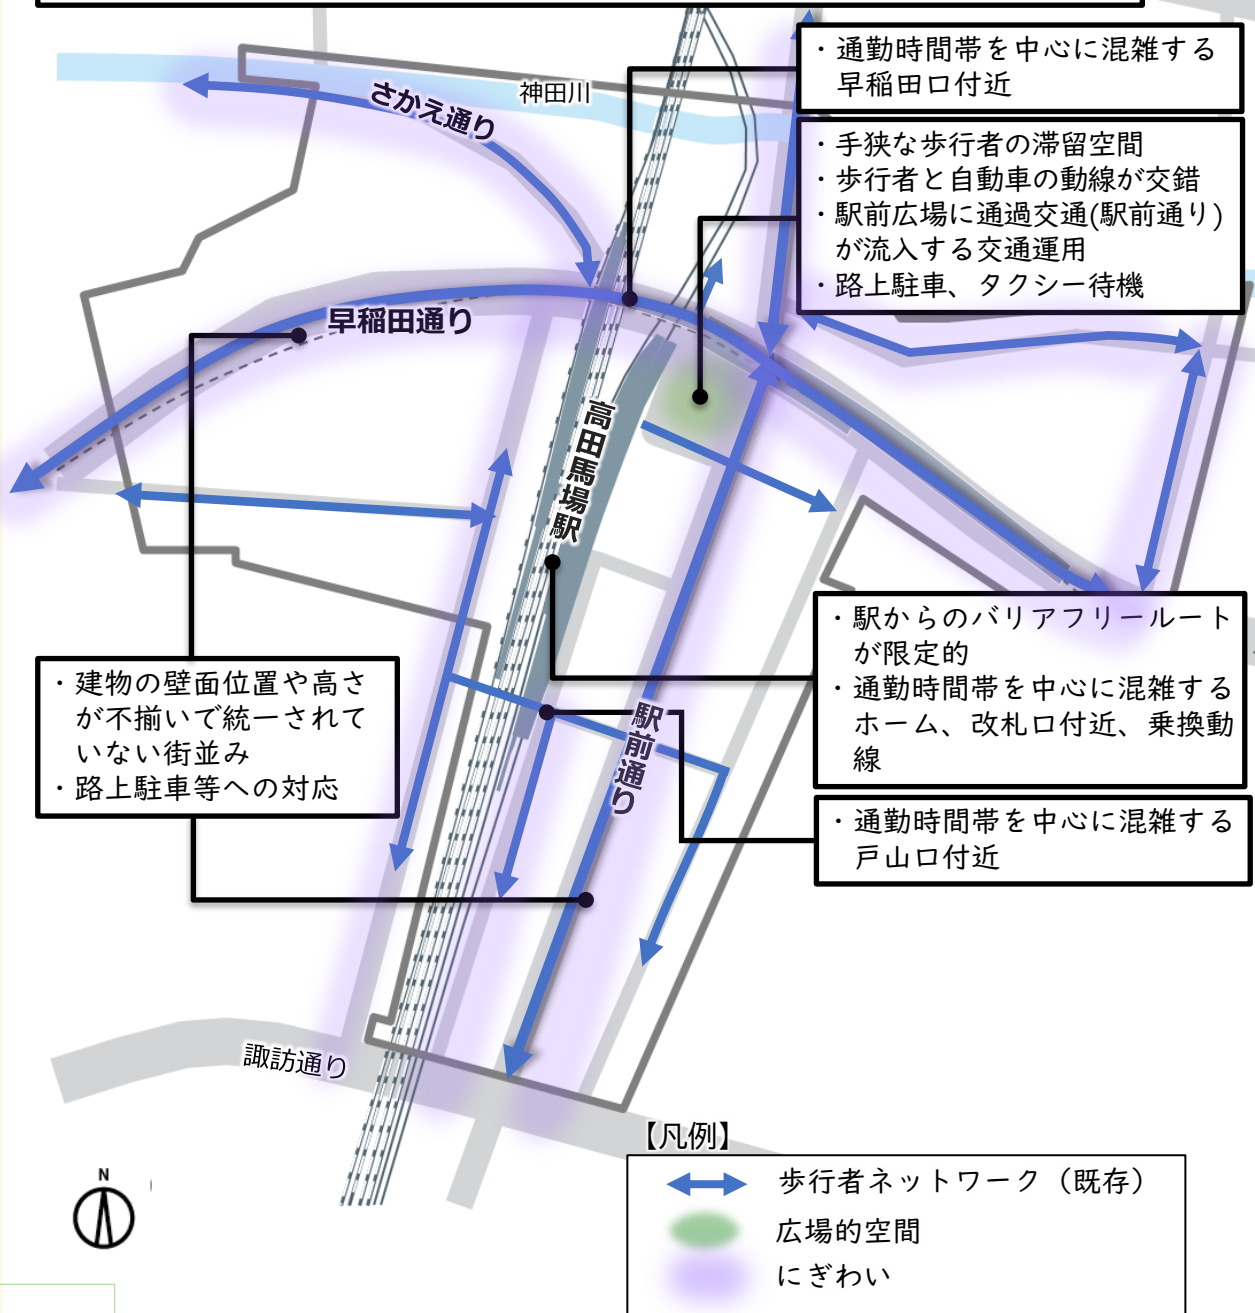 ・通勤時間帯を中心に混雑する
早稲田口付近
・手狭な歩行者の滞留空間
・歩行者と自動車の動線が交錯
・駅前広場に通過交通(駅前通り)
が流入する交通運用
・路上駐車、タクシー待機
神田川
さかえ通り
早稲田通り
高田馬場駅
・駅からのバリアフリールート
が限定的
・通勤時間帯を中心に混雑する
ホーム、改札口付近、乗換動
線
・建物の壁面位置や高さ
が不揃いで統一されて
いない街並み
・路上駐車等への対応
駅前通り
・通勤時間帯を中心に混雑する
戸山口付近
諏訪通り
N
【凡例】
歩行者ネットワーク（既存）
広場的空間
にぎわい